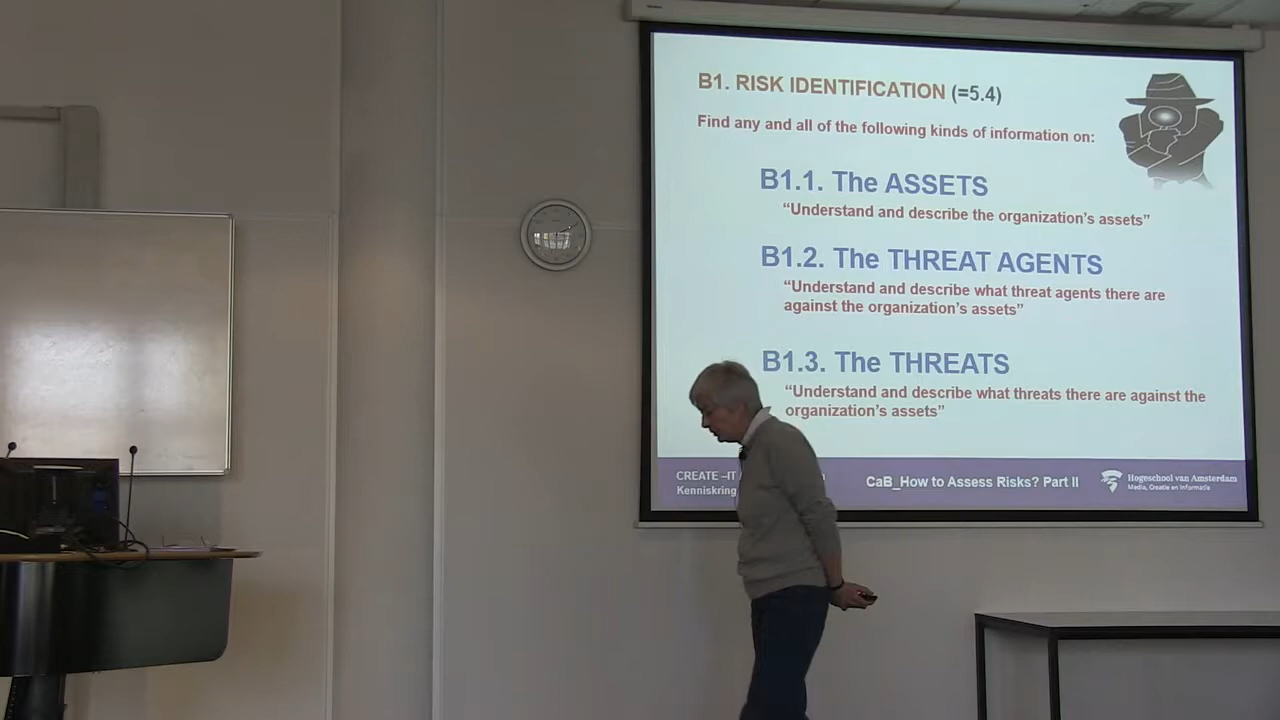 B1. RISK IDENTIFICATION (=5.4)
Find any and all of the following kinds of information on:
B1.1. The ASSETS
“Understand and describe the organization’s assets”
B1.2. The THREAT AGENTS
“Understand and describe what threat agents there are
against the organization’s assets”
B1.3. The THREATS
“Understand and describe what threats there are against the
organization’s assets”
CREATE –IT
Kenniskring
CaB_How to Assess Risks? Part II
Hogeschool van Amsterdam
Media, Creatie en Informatie